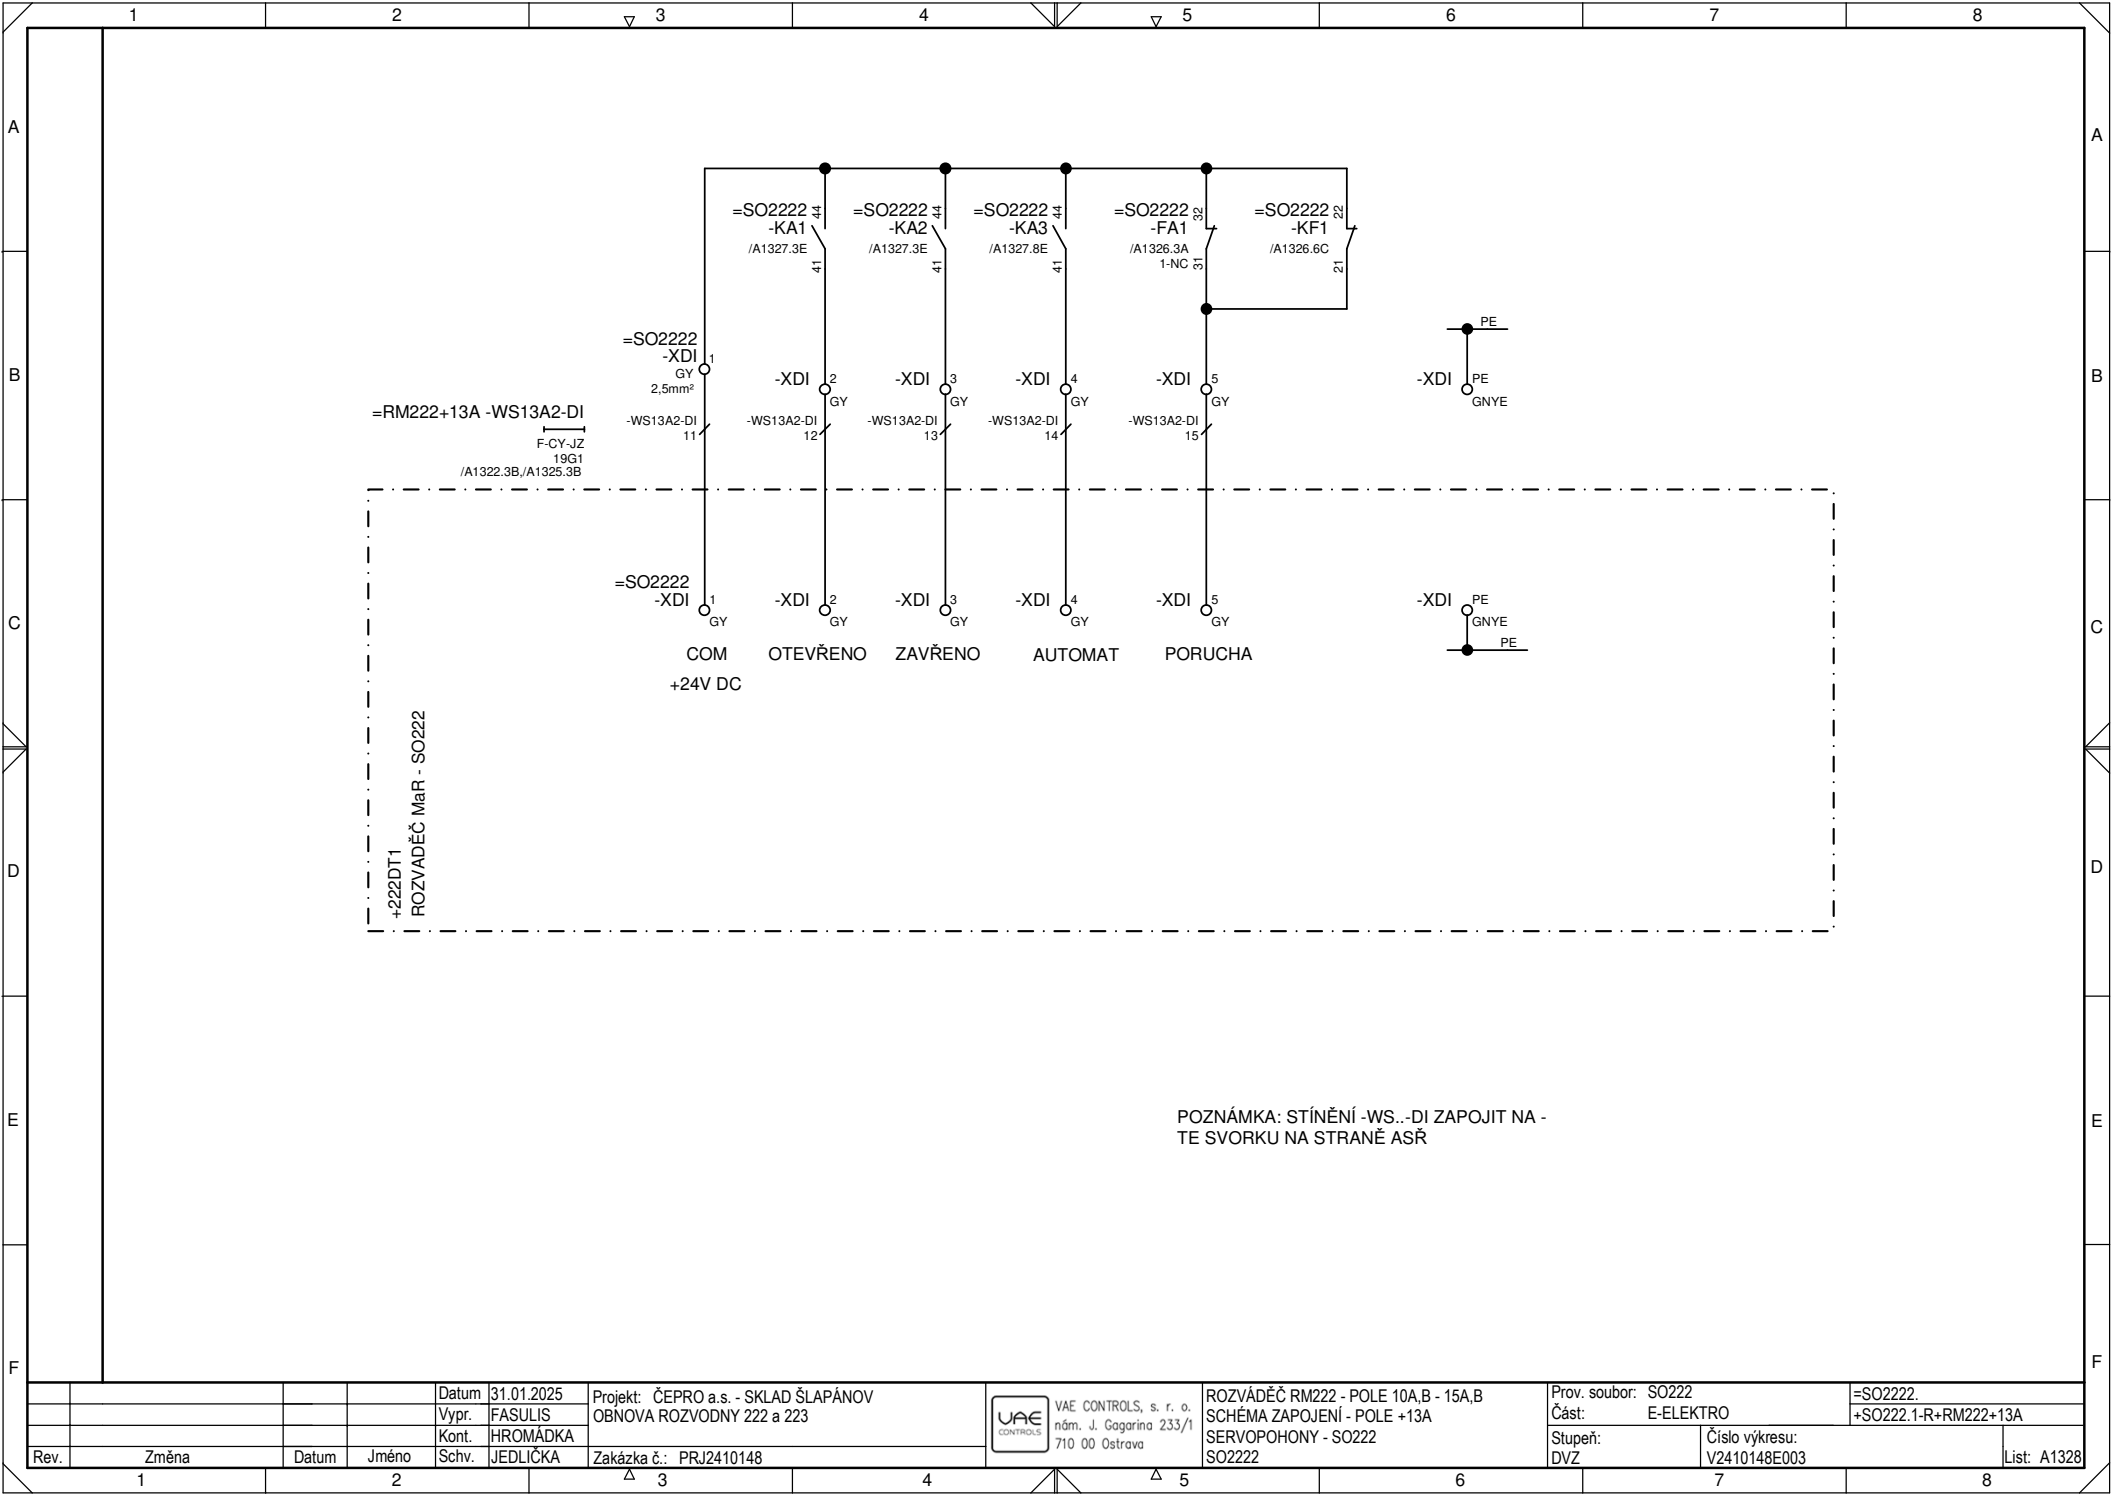 1 2 3 4 5 6 7 8
A A
=SO2222 44 =SO2222 44 =SO2222 44 =SO2222 32 =SO2222 22
-KA1 -KA2 -KA3 -FA1 -KF1
/A1327.3E /A1327.3E /A1327.8E /A1326.3A /A1326.6C
41 41 41 1-NC 31 21
PE
=SO2222
-XDI 1
GY
2,5mm²
B B
-XDI 2 -XDI 3 -XDI 4 -XDI 5 -XDI PE
GY GY GY GY GNYE
=RM222+13A -WS13A2-DI
F-CY-JZ
19G1
/A1322.3B,/A1325.3B
-WS13A2-DI -WS13A2-DI -WS13A2-DI -WS13A2-DI -WS13A2-DI
11 12 13 14 15
=SO2222
-XDI 1 -XDI 2 -XDI 3 -XDI 4 -XDI 5 -XDI PE
GY GY GY GY GY GNYE
C C
PE
COM OTEVŘENO ZAVŘENO AUTOMAT PORUCHA
+24V DC
+222DT1
ROZVADĚČ MaR - SO222
D D
E E
POZNÁMKA: STÍNĚNÍ -WS..-DI ZAPOJIT NA -
TE SVORKU NA STRANĚ ASŘ
F F
Datum 31.01.2025
Vypr. FASULIS
Kont. HROMÁDKA
Rev. Změna Datum Jméno Schv. JEDLIČKA
Projekt: ČEPRO a.s. - SKLAD ŠLAPÁNOV
OBNOVA ROZVODNY 222 a 223
Zakázka č.: PRJ2410148
UAE
CONTROLS
VAE CONTROLS, s. r. o.
nám. J. Gagarina 233/1
710 00 Ostrava
ROZVÁDĚČ RM222 - POLE 10A,B - 15A,B
SCHÉMA ZAPOJENÍ - POLE +13A
SERVOPOHONY - SO222
SO2222
Prov. soubor: SO222
Část: E-ELEKTRO
=SO2222.
+SO222.1-R+RM222+13A
Stupeň:
DVZ
Číslo výkresu:
V2410148E003
List: A1328
1 2 3 4 5 6 7 8